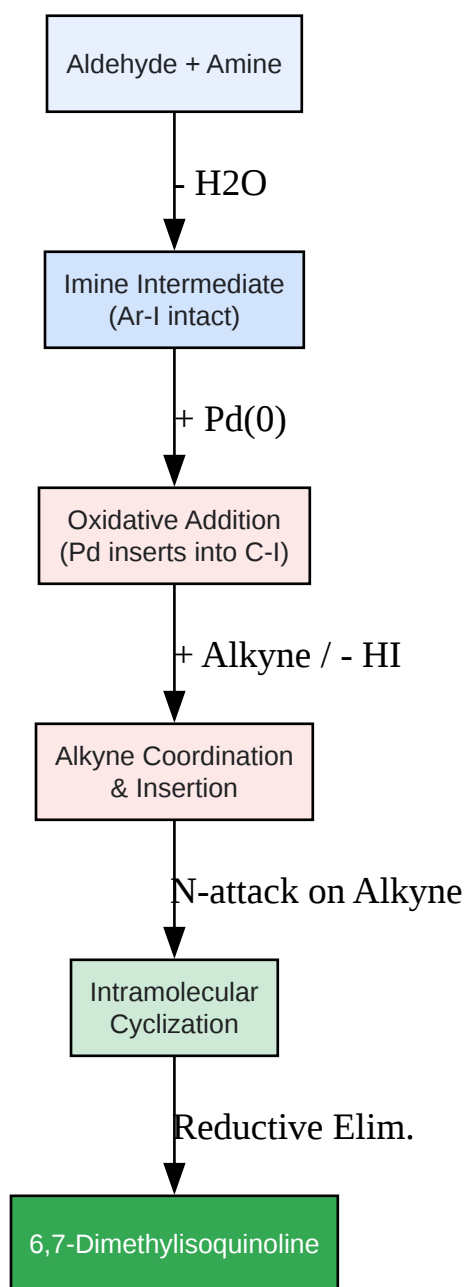 Aldehyde + Amine
- H2O
Imine Intermediate
(Ar-I intact)
+ Pd(0)
Oxidative Addition
(Pd inserts into C-I)
+ Alkyne / - HI
Alkyne Coordination
& Insertion
N-attack on Alkyne
Intramolecular
Cyclization
Reductive Elim.
6,7-Dimethylisoquinoline